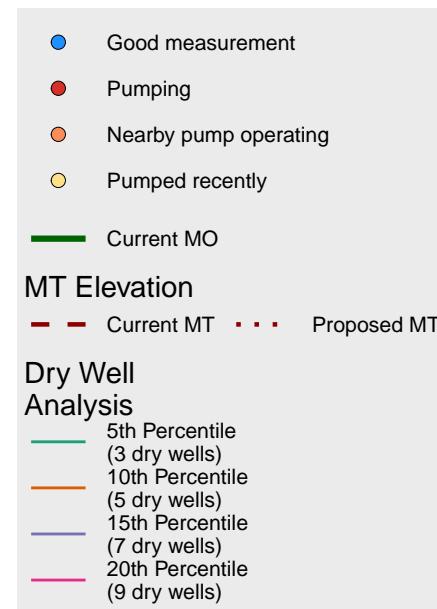 Good measurement
Pumping
Nearby pump operating
Pumped recently
Current MO
MT Elevation
Current MT Proposed MT
Dry Well
Analysis
5th Percentile
(3 dry wells)
10th Percentile
(5 dry wells)
15th Percentile
(7 dry wells)
20th Percentile
(9 dry wells)